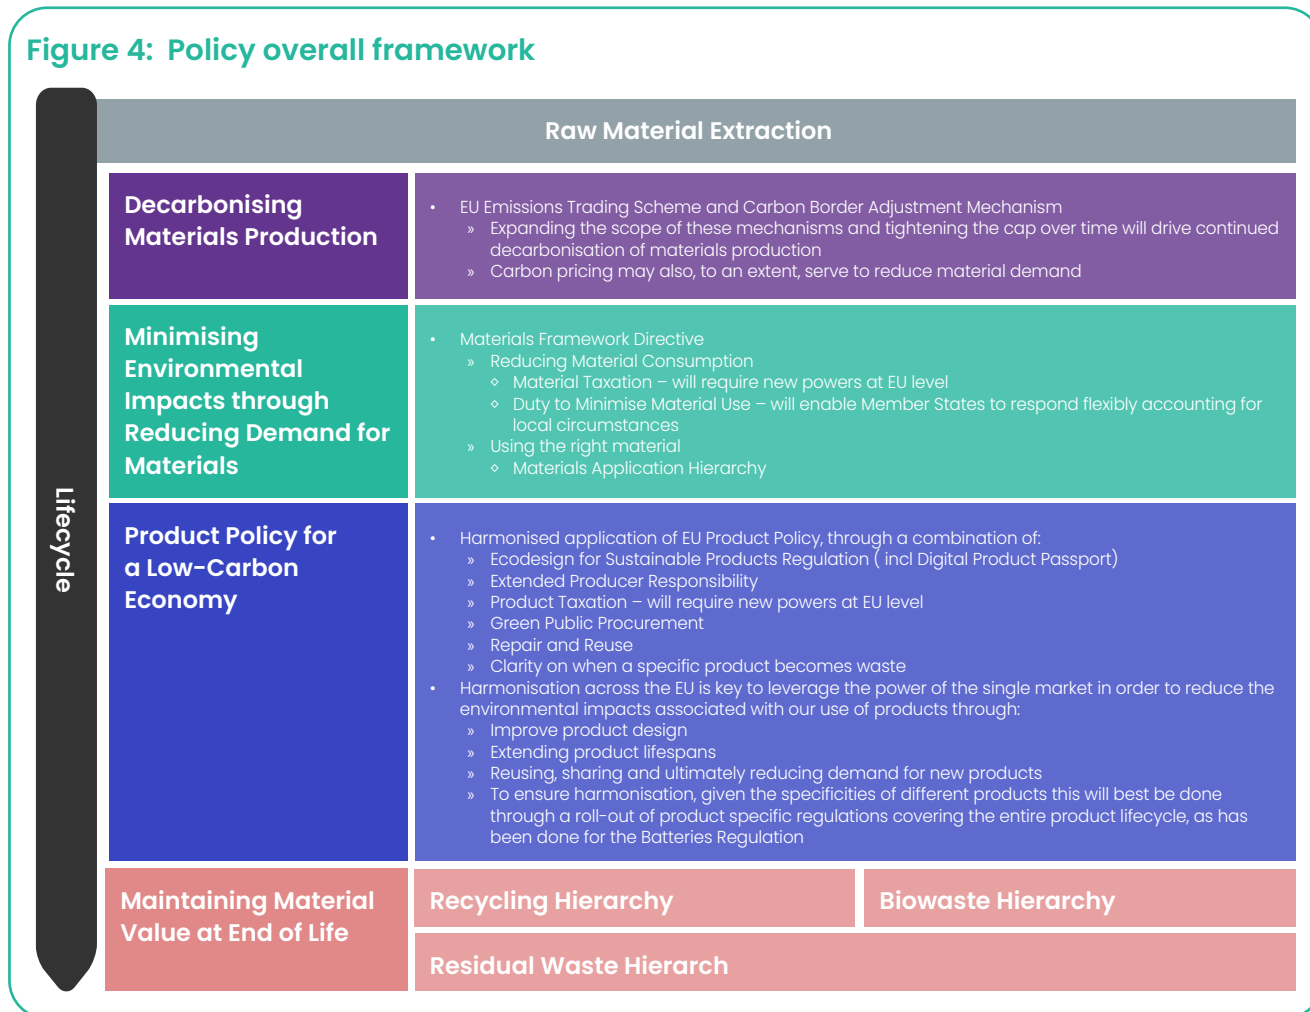 Figure 4: Policy overall framework
Lifecycle
Raw Material Extraction
Decarbonising
Materials Production
• EU Emissions Trading Scheme and Carbon Border Adjustment Mechanism
» Expanding the scope of these mechanisms and tightening the cap over time will drive continued
decarbonisation of materials production
» Carbon pricing may also, to an extent, serve to reduce material demand
Minimising
Environmental
Impacts through
Reducing Demand for
Materials
• Materials Framework Directive
» Reducing Material Consumption
⬦ Material Taxation – will require new powers at EU level
⬦ Duty to Minimise Material Use – will enable Member States to respond flexibly accounting for
local circumstances
» Using the right material
⬦ Materials Application Hierarchy
Product Policy for
a Low-Carbon
Economy
• Harmonised application of EU Product Policy, through a combination of:
» Ecodesign for Sustainable Products Regulation ( incl Digital Product Passport)
» Extended Producer Responsibility
» Product Taxation – will require new powers at EU level
» Green Public Procurement
» Repair and Reuse
» Clarity on when a specific product becomes waste
• Harmonisation across the EU is key to leverage the power of the single market in order to reduce the
environmental impacts associated with our use of products through:
» Improve product design
» Extending product lifespans
» Reusing, sharing and ultimately reducing demand for new products
» To ensure harmonisation, given the specificities of different products this will best be done
through a roll-out of product specific regulations covering the entire product lifecycle, as has
been done for the Batteries Regulation
Maintaining Material
Value at End of Life
Recycling Hierarchy
Biowaste Hierarchy
Residual Waste Hierarch